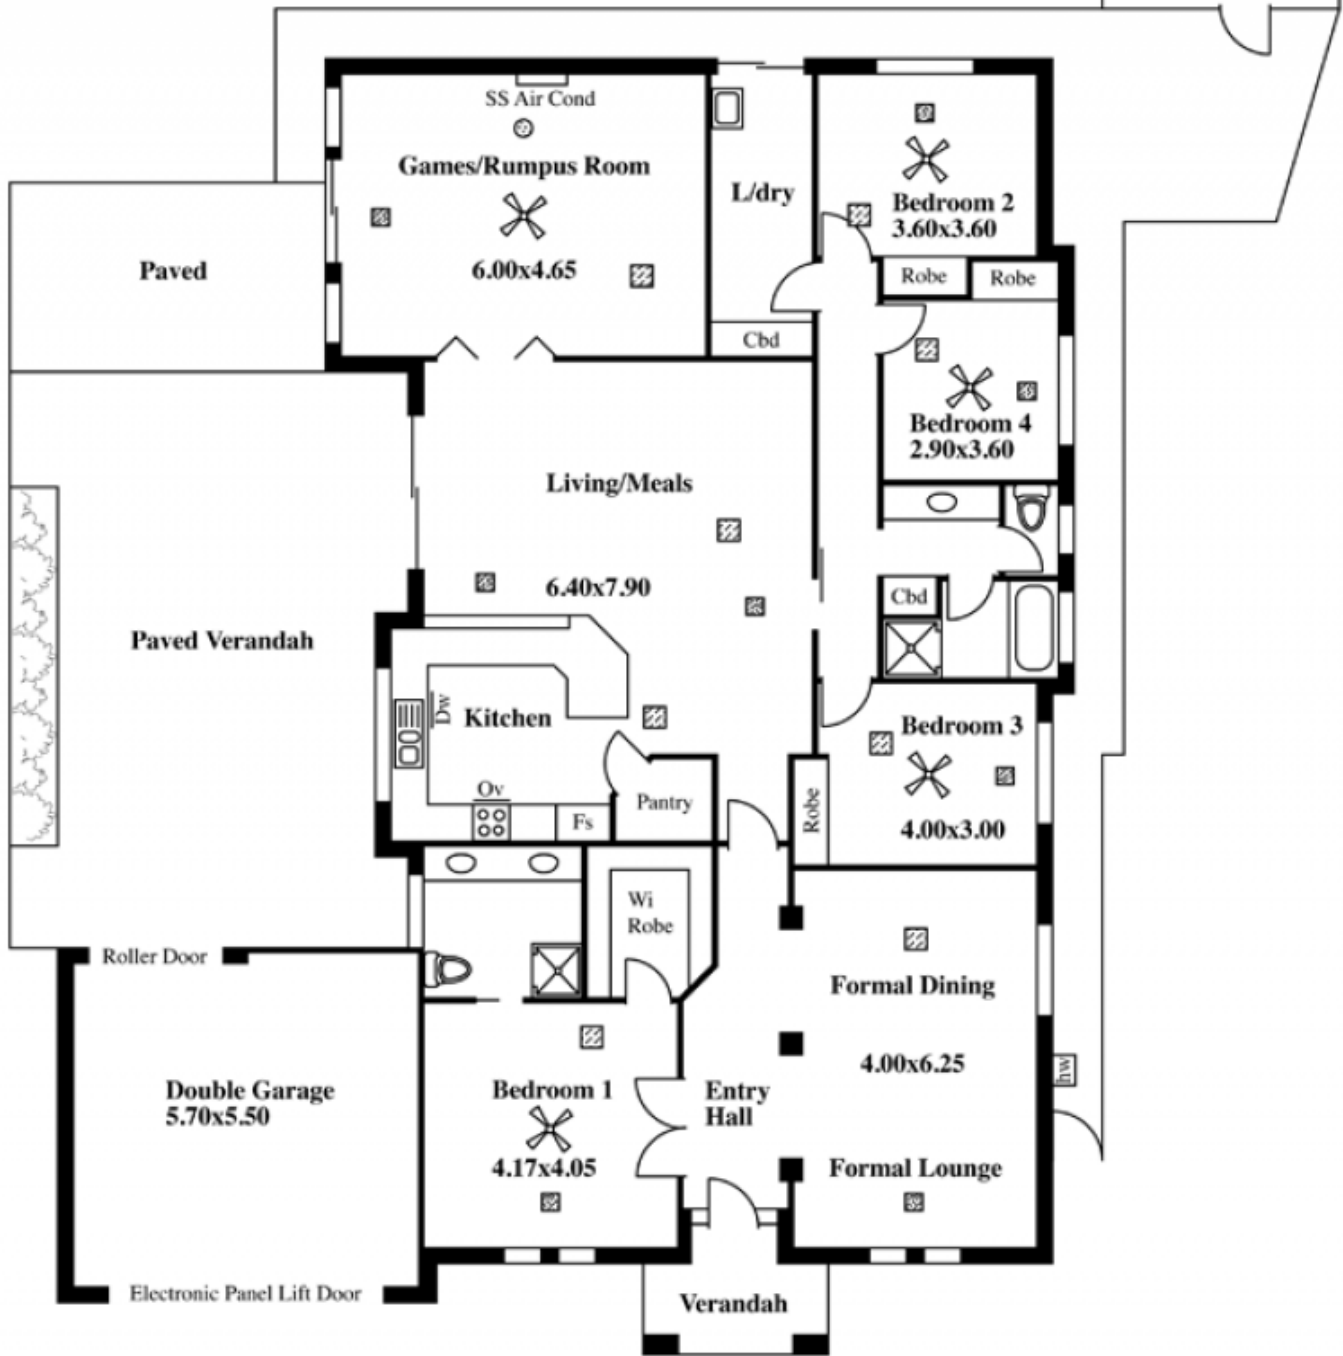 SS Air Cond
Games/Rumpus Room
6.00x4.65
L/dry
Cbd
Bedroom 2
3.60x3.60
Robe
Robe
Paved
Bedroom 4
2.90x3.60
Living/Meals
6.40x7.90
Cbd
Paved Verandah
Dw
Kitchen
Ov
Fs
Pantry
Bedroom 3
4.00x3.00
Robe
Wi
Robe
Roller Door
Formal Dining
4.00x6.25
hw
Double Garage
5.70x5.50
Bedroom 1
4.17x4.05
Entry
Hall
Formal Lounge
Electronic Panel Lift Door
Verandah